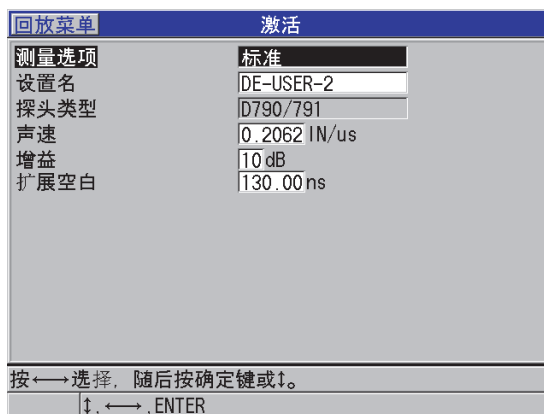 回放菜单 激活
测量选项 标准
设置名 DE-USER-2
探头类型 D790/791
声速 0.2062 IN/us
增益 10 dB
扩展空白 130.00 ns
按←→选择, 随后按确定键或↕。
↕,←→,ENTER